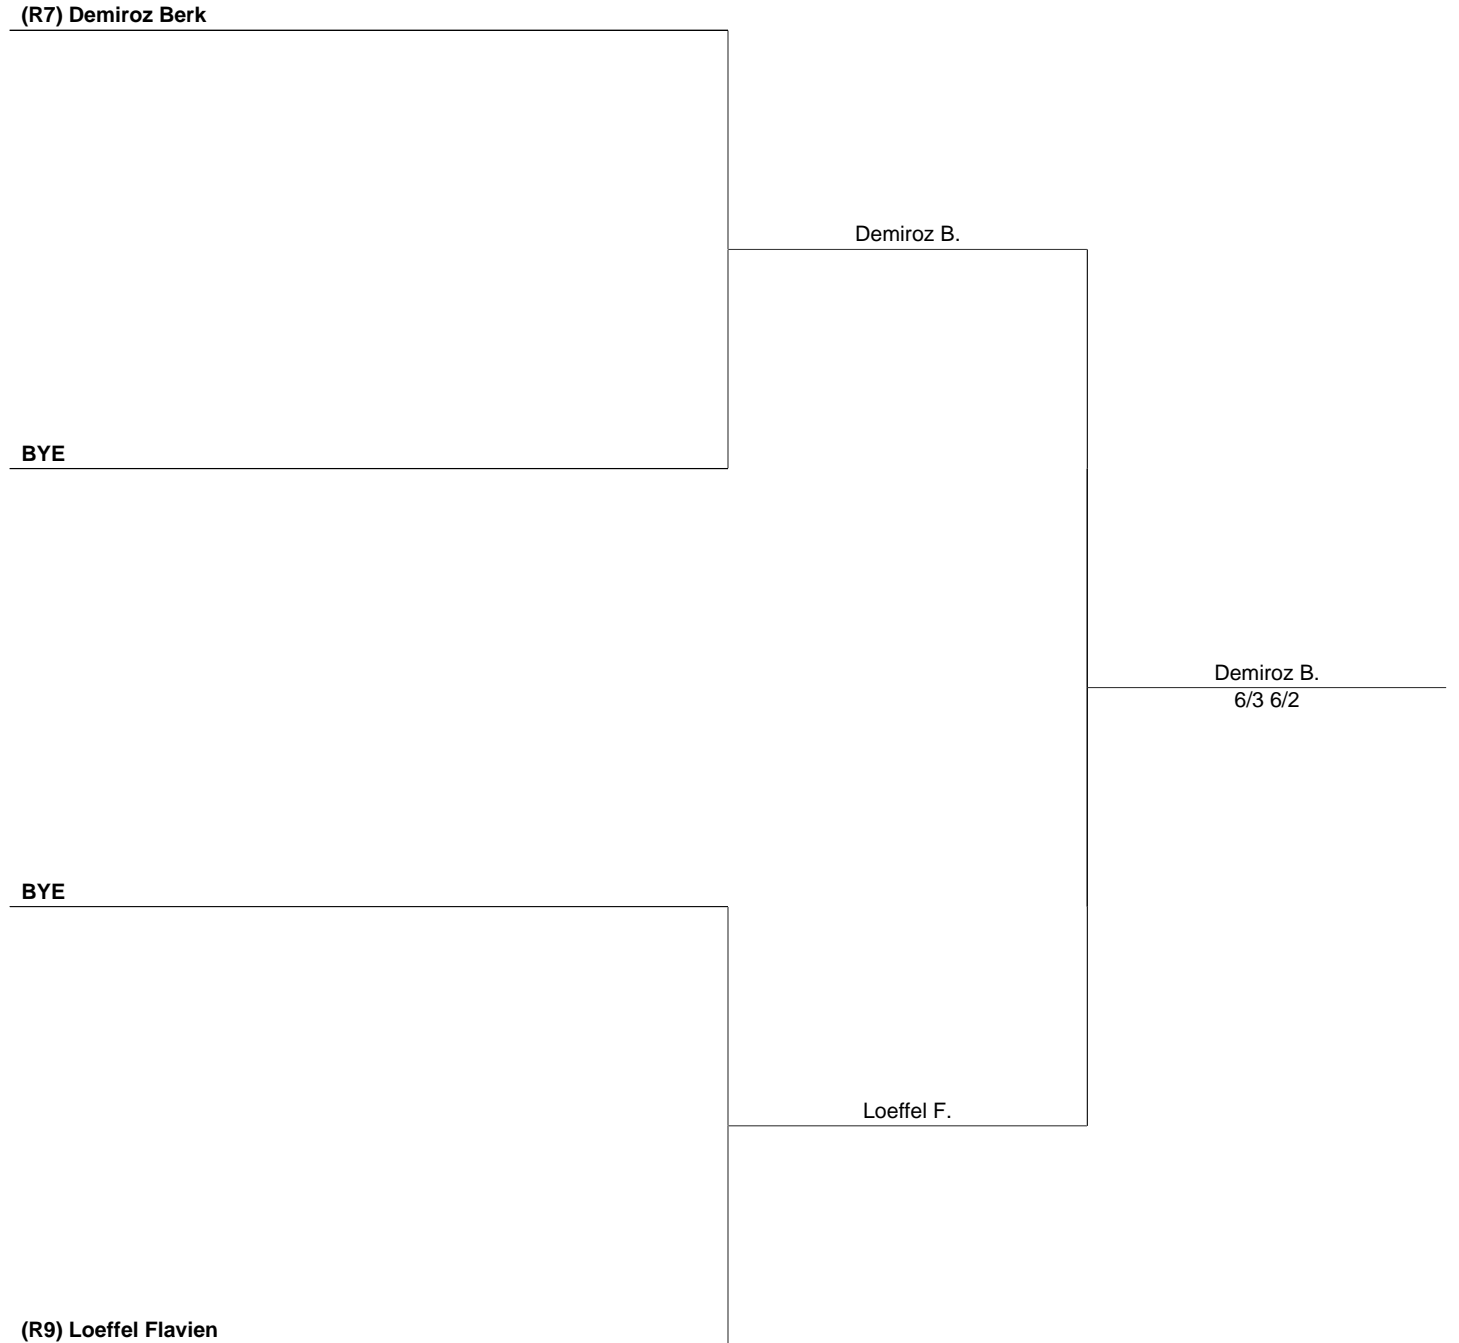 (R7) Demiroz Berk
Demiroz B.
BYE
Demiroz B.
6/3 6/2
BYE
Loeffel F.
(R9) Loeffel Flavien